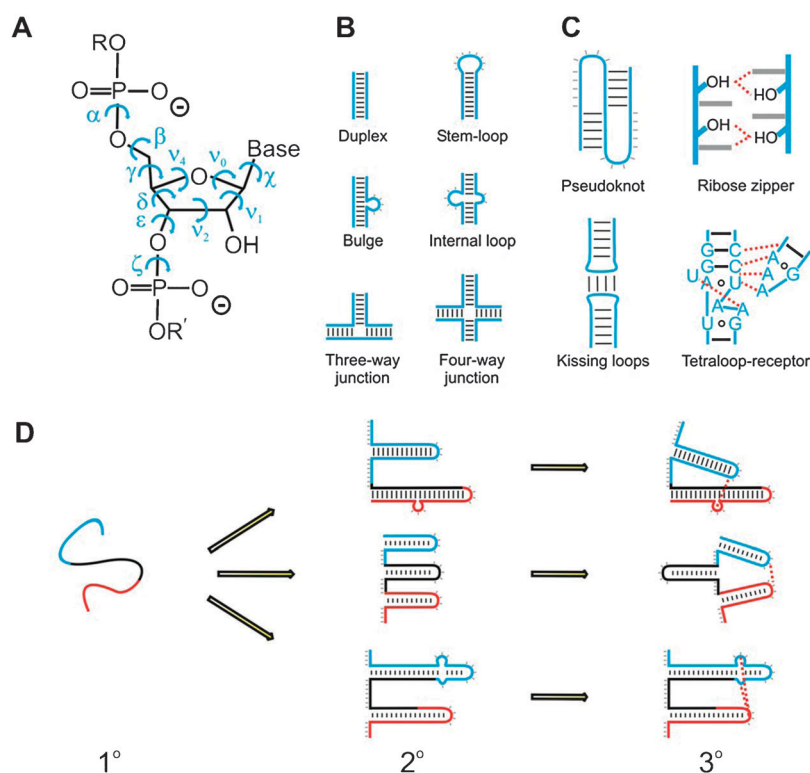 A
RO
O=P—O
⊖
α
O
β
γ
ν4
O
ν0
Base
χ
δ
ε
ν2
ν1
O
OH
ζ
O=P—O
⊖
OR'
B
Duplex
Stem-loop
Bulge
Internal loop
Three-way
junction
Four-way
junction
C
OH
HO
OH
HO
Pseudoknot
Ribose zipper
Kissing loops
G C
G C
U A U
A A
U G
A
A
A G
Tetraloop-receptor
D
1°
2°
3°